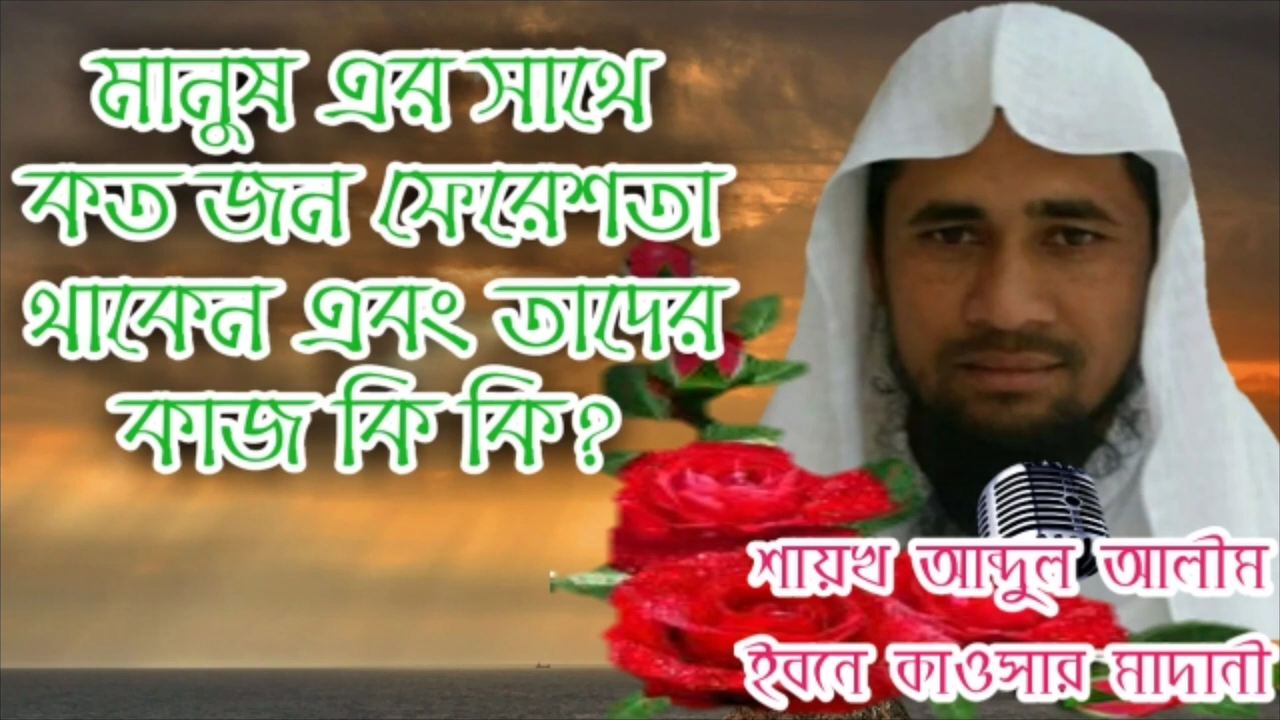 মানুষ এর সাথে
কত জন ফেরেশতা
থাকেন এবং তাদের
কাজ কি কি?
শায়খ আব্দুল আলীম
ইবনে কাওসার মাদানী